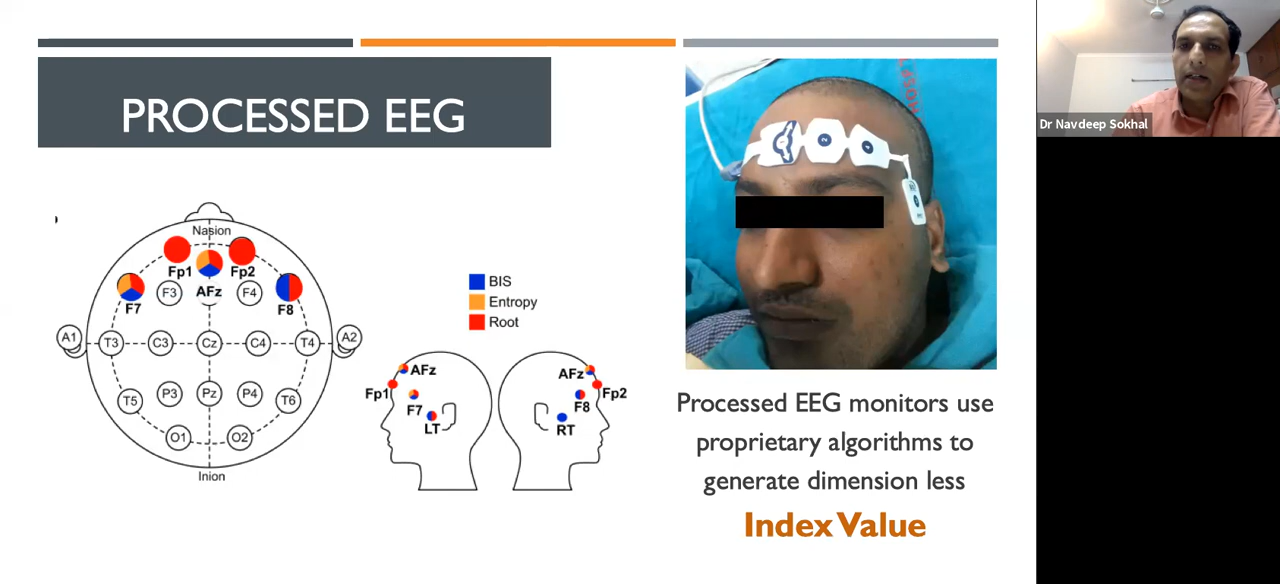 PROCESSED EEG
Nasion
Fp1
Fp2
F7
F3
AFz
F4
F8
A1
T3
C3
Cz
C4
T4
A2
T5
P3
Pz
P4
T6
O1
O2
Inion
BIS
Entropy
Root
AFz
Fp1
F7
LT
AFz
Fp2
F8
RT
2
Processed EEG monitors use
proprietary algorithms to
generate dimension less
Index Value
Dr Navdeep Sokhal